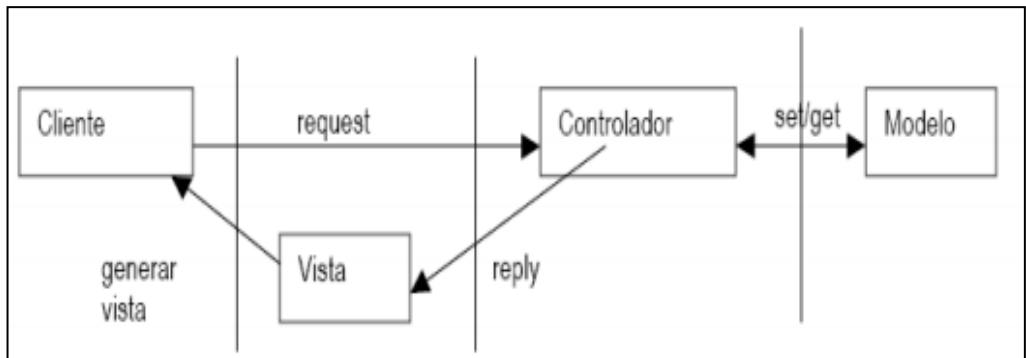 Cliente
request
Controlador
set/get
Modelo
generar
vista
Vista
reply